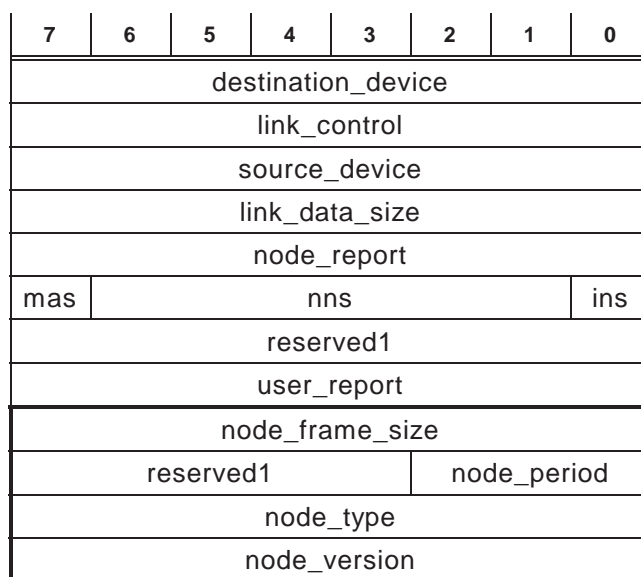 7 6 5 4 3 2 1 0
destination_device
link_control
source_device
link_data_size
node_report
mas nns ins
reserved1
user_report
node_frame_size
reserved1 node_period
node_type
node_version